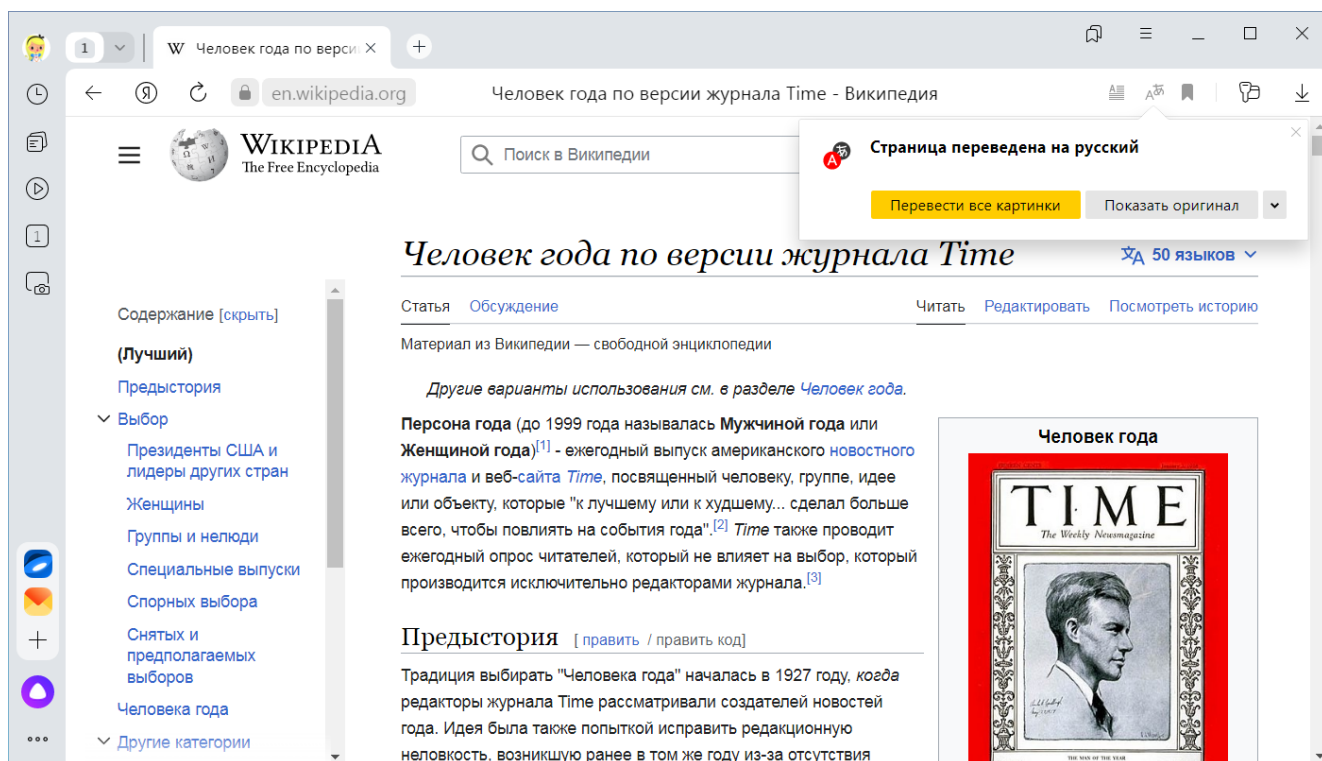 1
W Человек года по верси
Я
en.wikipedia.org
Человек года по версии журнала Time - Википедия
WIKIPEDIA
The Free Encyclopedia
Поиск в Википедии
Страница переведена на русский
Перевести все картинки
Показать оригинал
1
Человек года по версии журнала Time
50 языков
Статья Обсуждение
Читать Редактировать Посмотреть историю
Материал из Википедии — свободной энциклопедии
Содержание [скрыть]
(Лучший)
Предыстория
Выбор
Президенты США и
лидеры других стран
Женщины
Группы и нелюди
Специальные выпуски
Спорных выбора
Снятых и
предполагаемых
выборов
Человека года
Другие категории
Другие варианты использования см. в разделе Человек года.
Персона года (до 1999 года называлась Мужчиной года или
Женщиной года)[1] - ежегодный выпуск американского новостного
журнала и веб-сайта Time, посвященный человеку, группе, идее
или объекту, которые "к лучшему или к худшему... сделал больше
всего, чтобы повлиять на события года".[2] Time также проводит
ежегодный опрос читателей, который не влияет на выбор, который
производится исключительно редакторами журнала.[3]
Предыстория [ править / править код]
Традиция выбирать "Человека года" началась в 1927 году, когда
редакторы журнала Time рассматривали создателей новостей
года. Идея была также попыткой исправить редакционную
неловкость, возникшую ранее в том же году из-за отсутствия
Человек года
TIME
The Weekly Newsmagazine
THE MAN OF THE YEAR